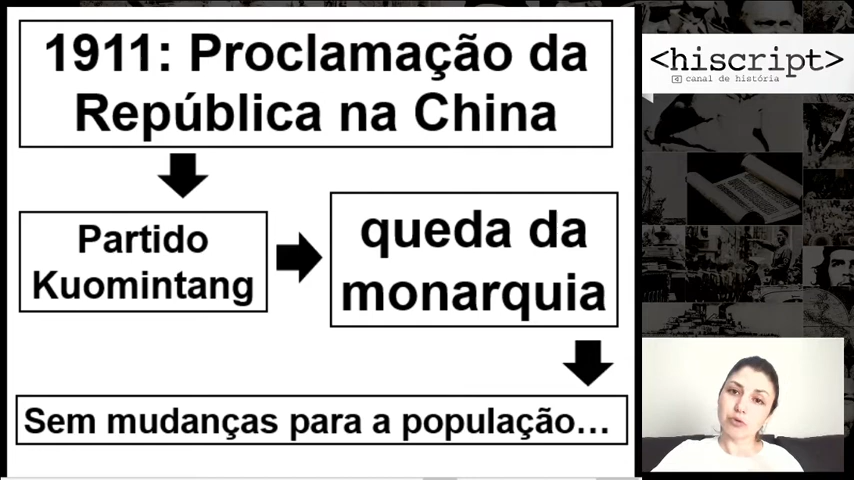 1911: Proclamação da
República na China
Partido
Kuomintang
queda da
monarquia
Sem mudanças para a população...
<hiscript>
canal de história